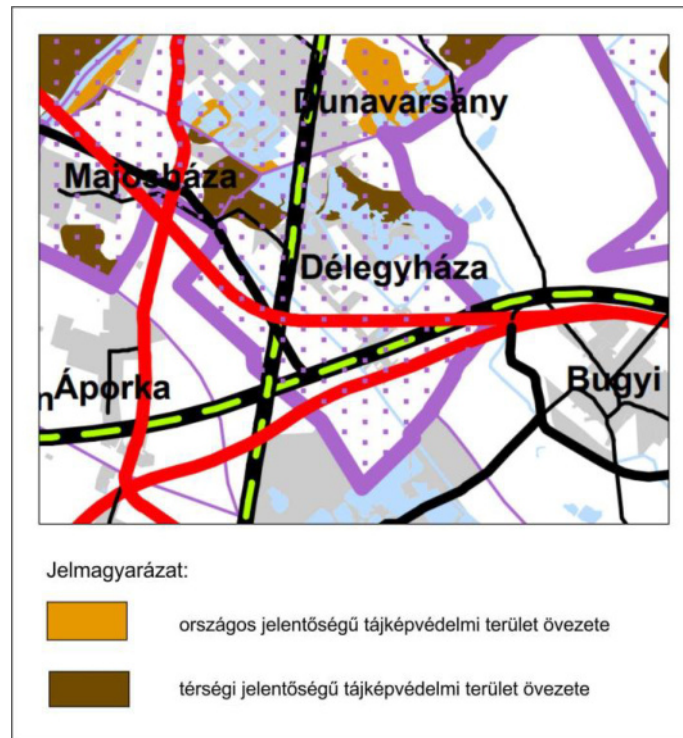 Dunavarsány
Majosháza
Délegyháza
Bugyi
n Áporka
Jelmagyarázat:
országos jelentőségű tájképvédelmi terület övezete
térségi jelentőségű tájképvédelmi terület övezete